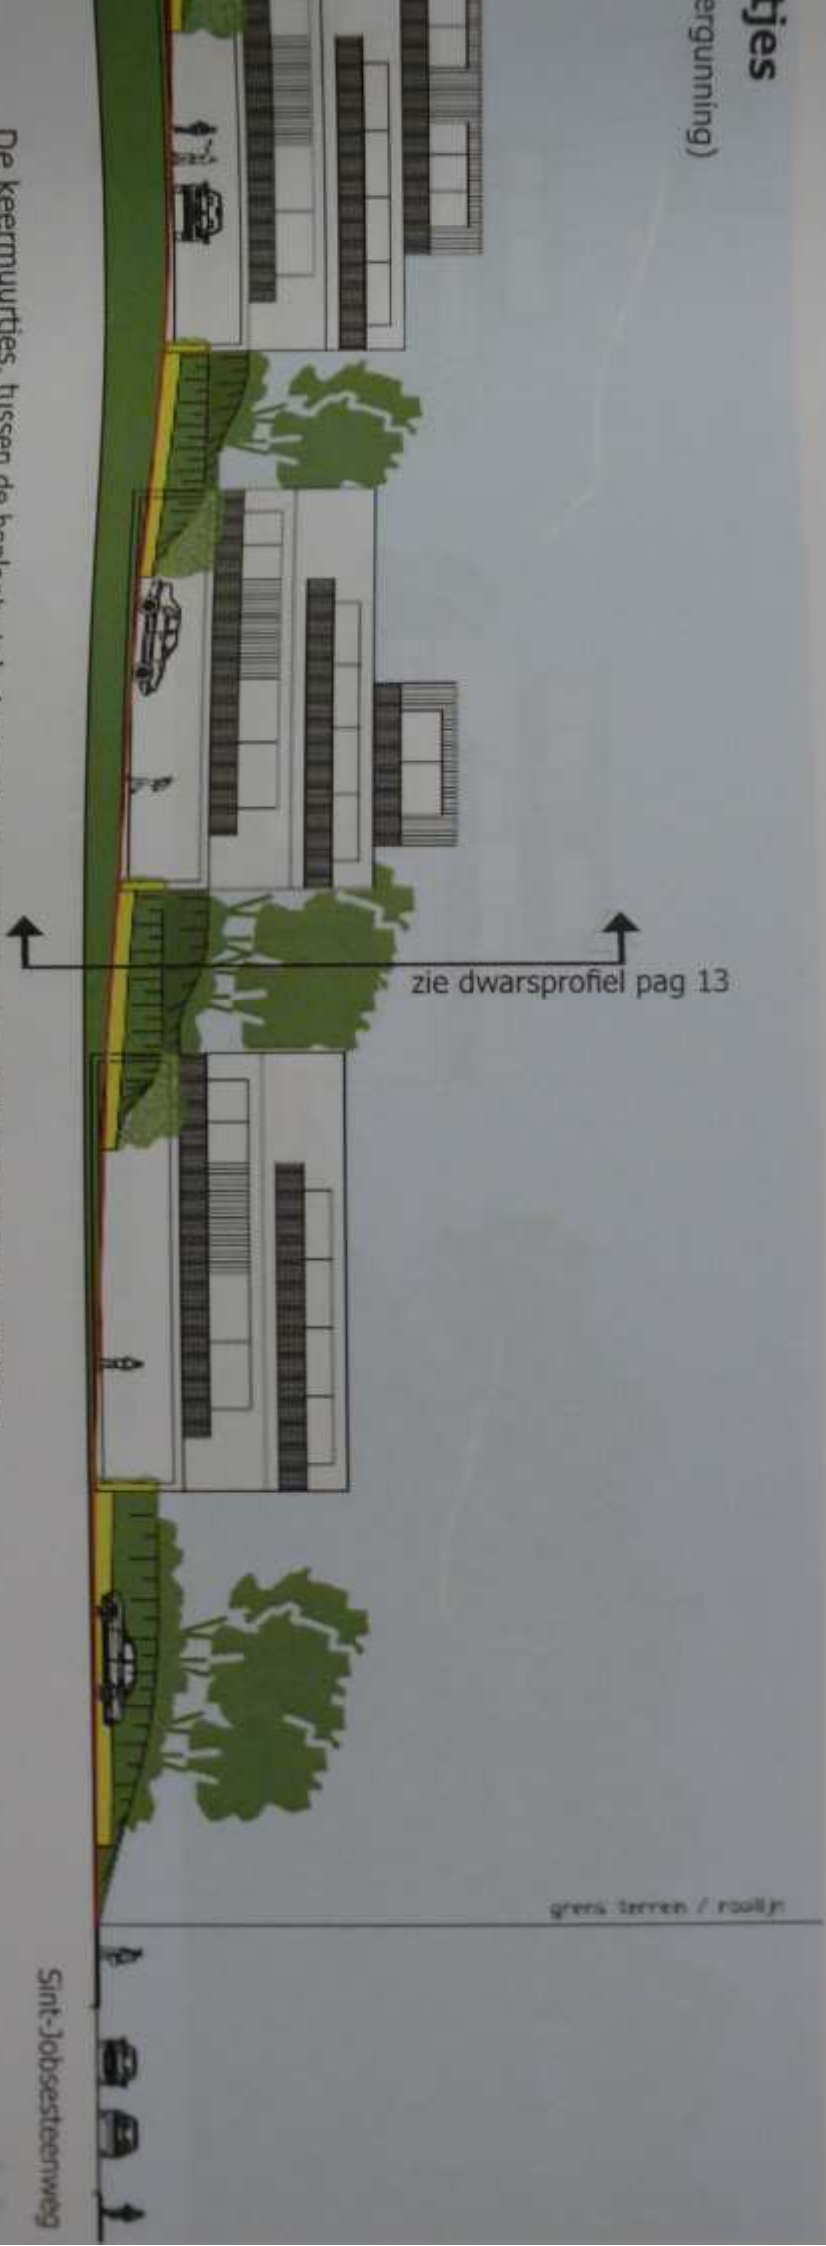 tjes
ergunning)
zie dwarsprofiel pag 13
grens terrein / rooilijn
Sint-Jobsesteenweg
De keermuurtjes, tussen de